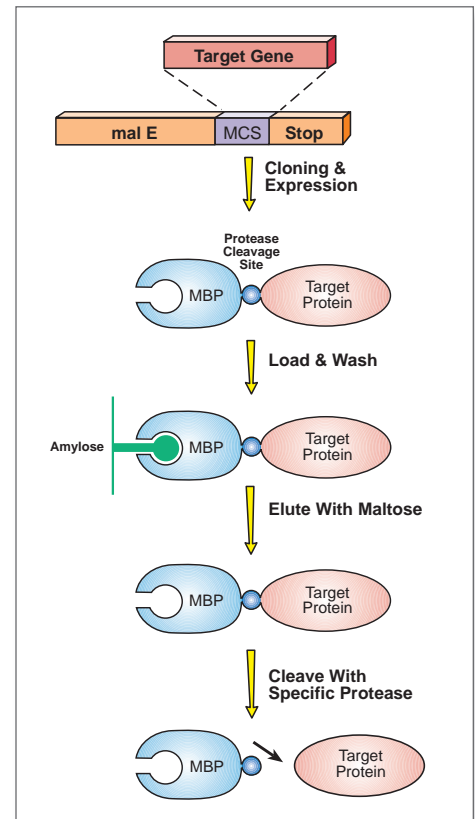 Target Gene
mal E MCS Stop
Cloning &
Expression
Protease
Cleavage
Site
MBP
Target
Protein
Load & Wash
Amylose
MBP
Target
Protein
Elute With Maltose
MBP
Target
Protein
Cleave With
Specific Protease
MBP
Target
Protein